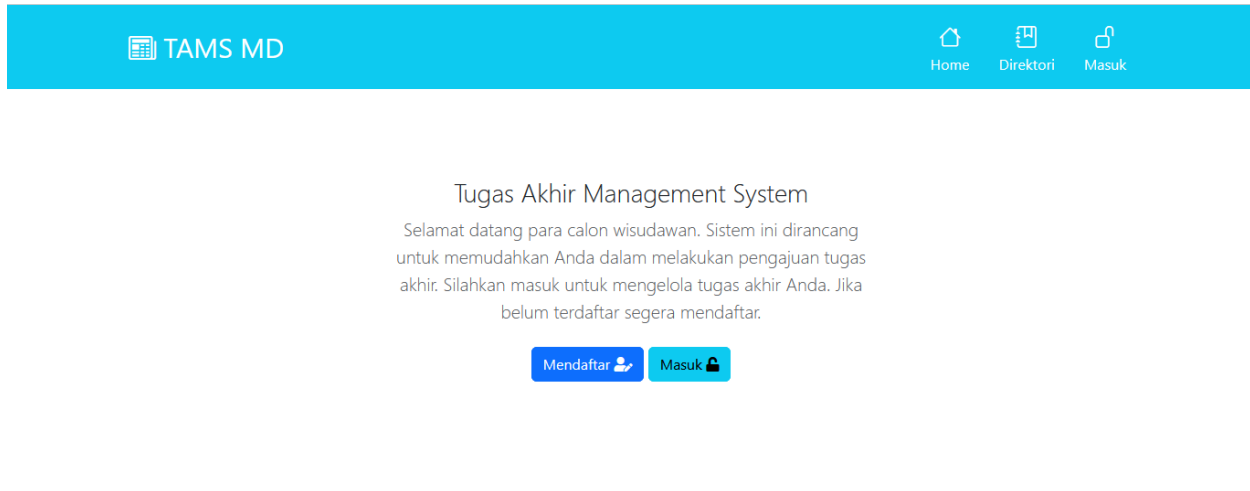 TAMS MD
Home Direktori Masuk
Tugas Akhir Management System
Selamat datang para calon wisudawan. Sistem ini dirancang
untuk memudahkan Anda dalam melakukan pengajuan tugas
akhir. Silahkan masuk untuk mengelola tugas akhir Anda. Jika
belum terdaftar segera mendaftar.
Mendaftar Masuk